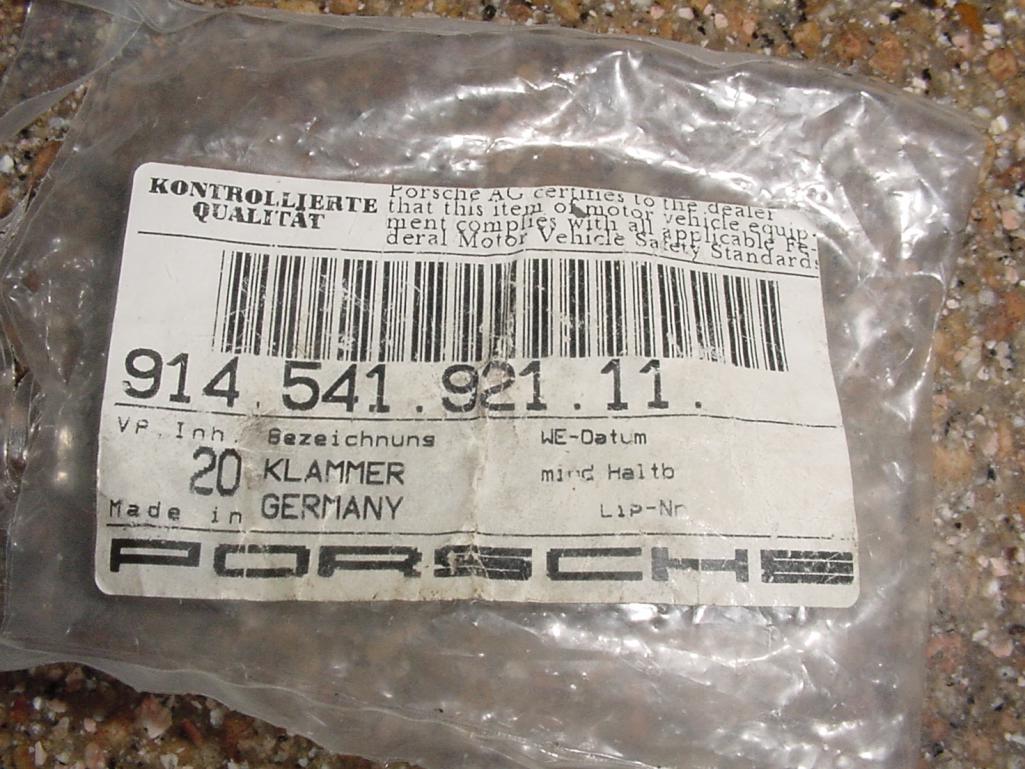 KONTROLLIERTE
QUALITÄT
Porsche AG certifies to the dealer
that this item of motor vehicle equip-
ment complies with all applicable Fe-
deral Motor Vehicle Safety Standards
914.541.921.11.
VP.Inh. Bezeichnung WE-Datum
20 KLAMMER mind Haltb
Made in GERMANY Lip-Nr
PORSCHE